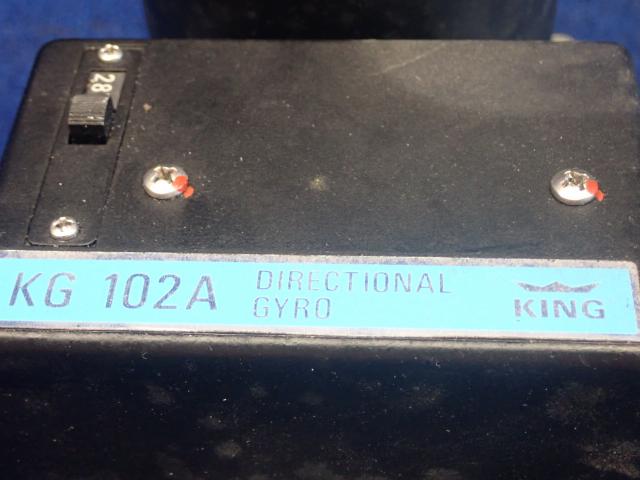 28
KG 102A
DIRECTIONAL
GYRO
KING